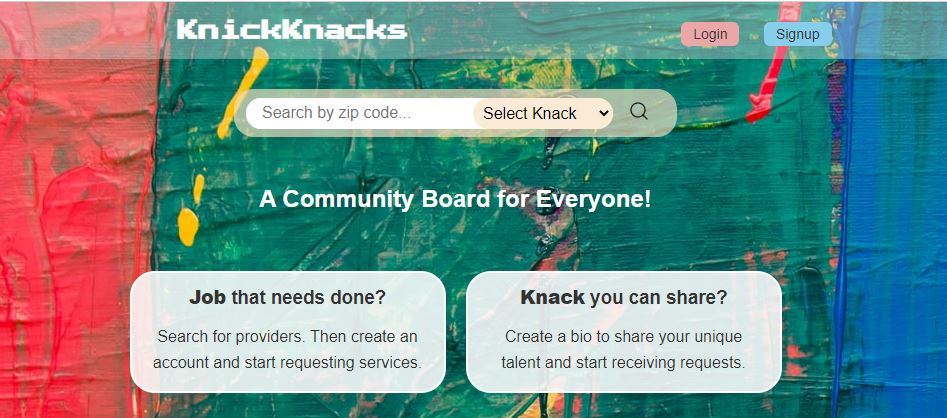 KnickKnacks
Login
Signup
Search by zip code...
Select Knack
A Community Board for Everyone!
Job that needs done?
Search for providers. Then create an
account and start requesting services.
Knack you can share?
Create a bio to share your unique
talent and start receiving requests.